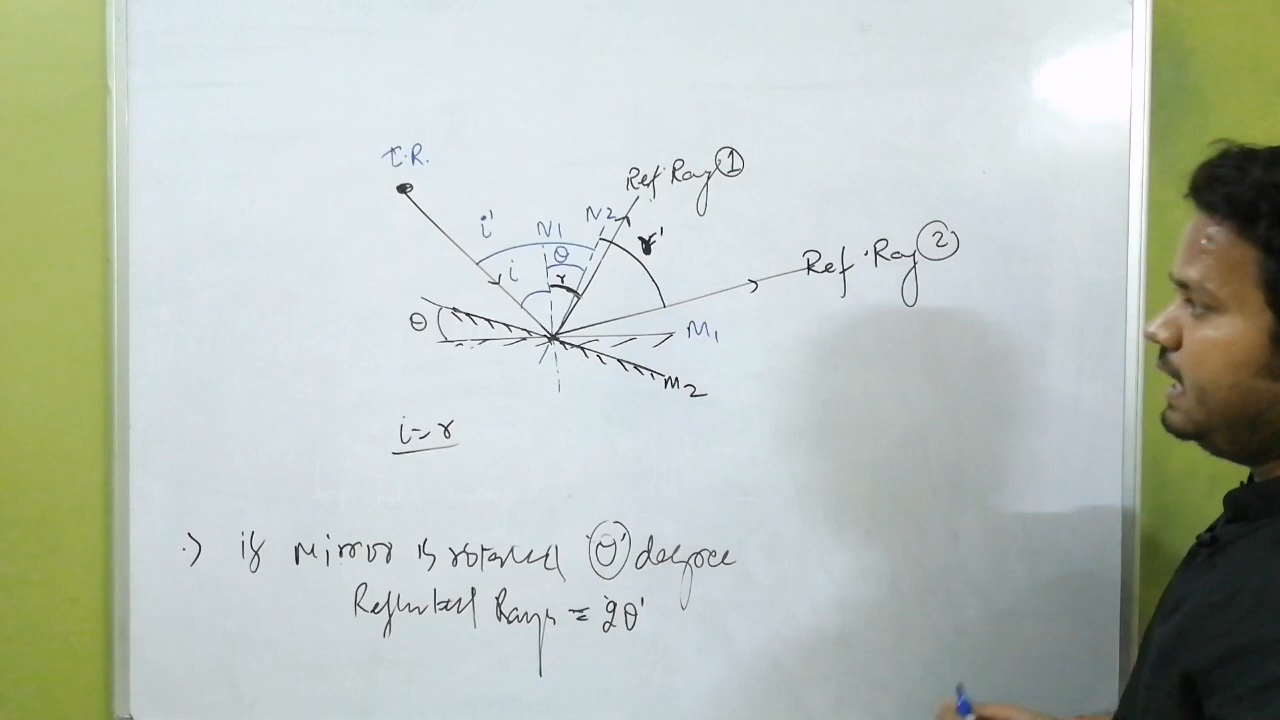 I.R.
Ref. Ray ①
N2
i'
N1
r'
θ
Ref. Ray ②
i
r
θ
M1
M2
i=r
if mirror is rotated 'θ' degree
Reflected Rays = 2θ'